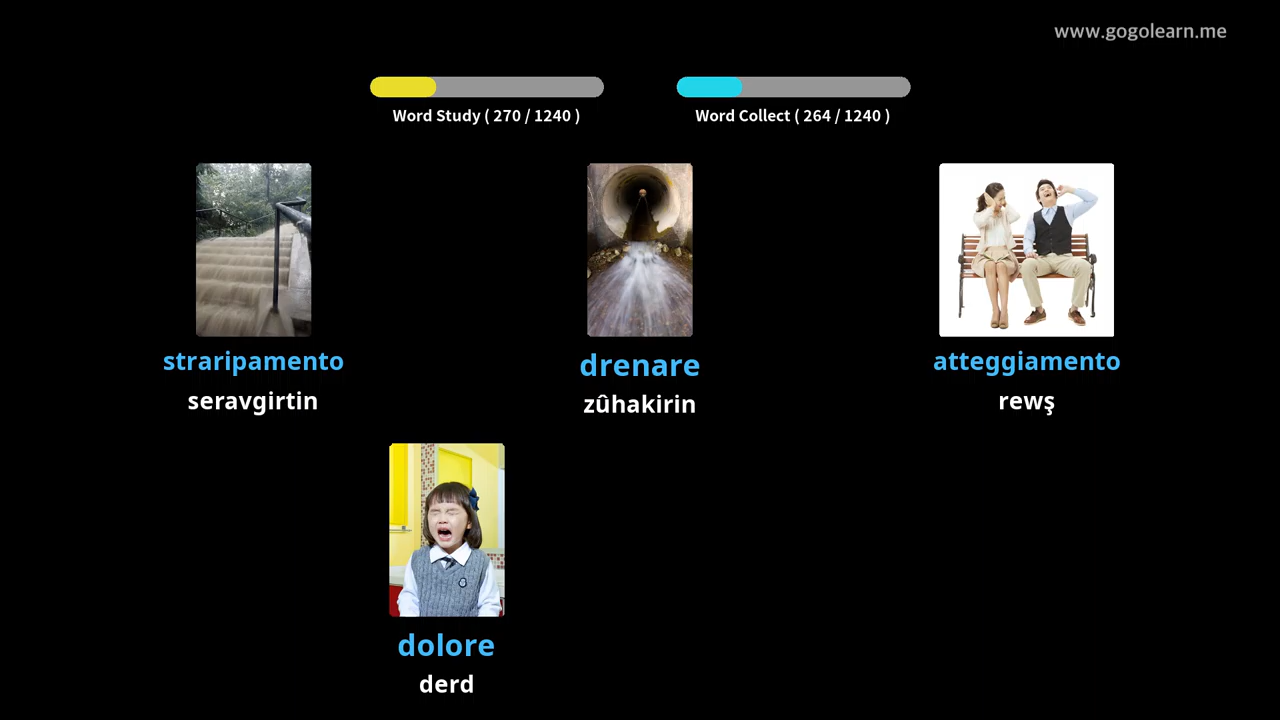 www.gogolearn.me
Word Study ( 270 / 1240 )
Word Collect ( 264 / 1240 )
straripamento
drenare
atteggiamento
seravgirtin
zûhakirin
rewş
dolore
derd